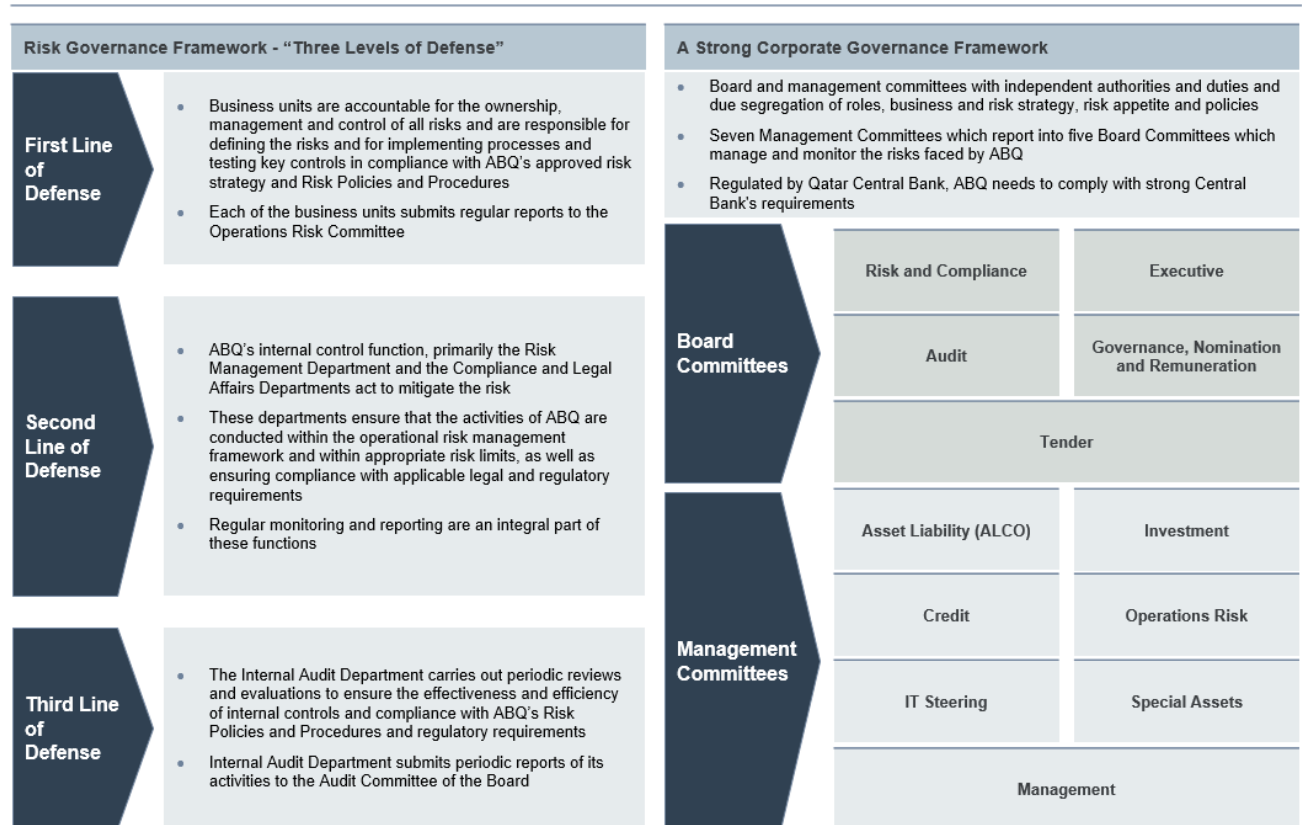 Risk Governance Framework - “Three Levels of Defense”
First Line
of
Defense
• Business units are accountable for the ownership,
management and control of all risks and are responsible for
defining the risks and for implementing processes and
testing key controls in compliance with ABQ’s approved risk
strategy and Risk Policies and Procedures
• Each of the business units submits regular reports to the
Operations Risk Committee
Second
Line of
Defense
• ABQ’s internal control function, primarily the Risk
Management Department and the Compliance and Legal
Affairs Departments act to mitigate the risk
• These departments ensure that the activities of ABQ are
conducted within the operational risk management
framework and within appropriate risk limits, as well as
ensuring compliance with applicable legal and regulatory
requirements
• Regular monitoring and reporting are an integral part of
these functions
Third Line
of
Defense
• The Internal Audit Department carries out periodic reviews
and evaluations to ensure the effectiveness and efficiency
of internal controls and compliance with ABQ’s Risk
Policies and Procedures and regulatory requirements
• Internal Audit Department submits periodic reports of its
activities to the Audit Committee of the Board
A Strong Corporate Governance Framework
• Board and management committees with independent authorities and duties and
due segregation of roles, business and risk strategy, risk appetite and policies
• Seven Management Committees which report into five Board Committees which
manage and monitor the risks faced by ABQ
• Regulated by Qatar Central Bank, ABQ needs to comply with strong Central
Bank’s requirements
Board
Committees
Risk and Compliance
Executive
Audit
Governance, Nomination
and Remuneration
Tender
Management
Committees
Asset Liability (ALCO)
Investment
Credit
Operations Risk
IT Steering
Special Assets
Management